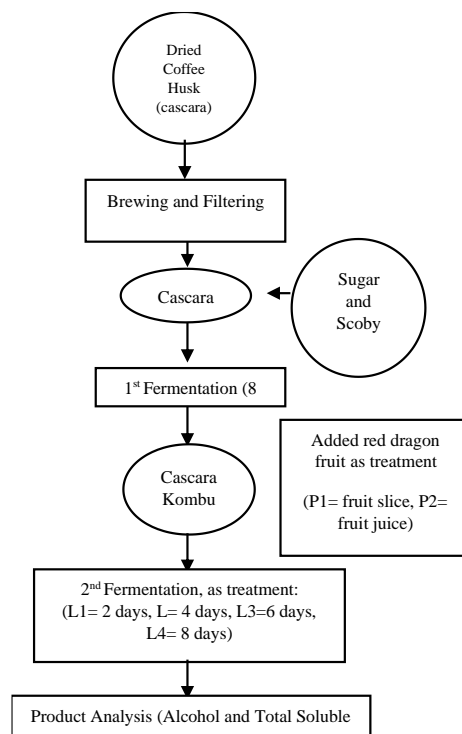 Dried
Coffee
Husk
(cascara)
Brewing and Filtering
Cascara
Sugar
and
Scoby
1st Fermentation (8
Cascara
Kombu
Added red dragon
fruit as treatment
(P1= fruit slice, P2=
fruit juice)
2nd Fermentation, as treatment:
(L1= 2 days, L= 4 days, L3=6 days,
L4= 8 days)
Product Analysis (Alcohol and Total Soluble